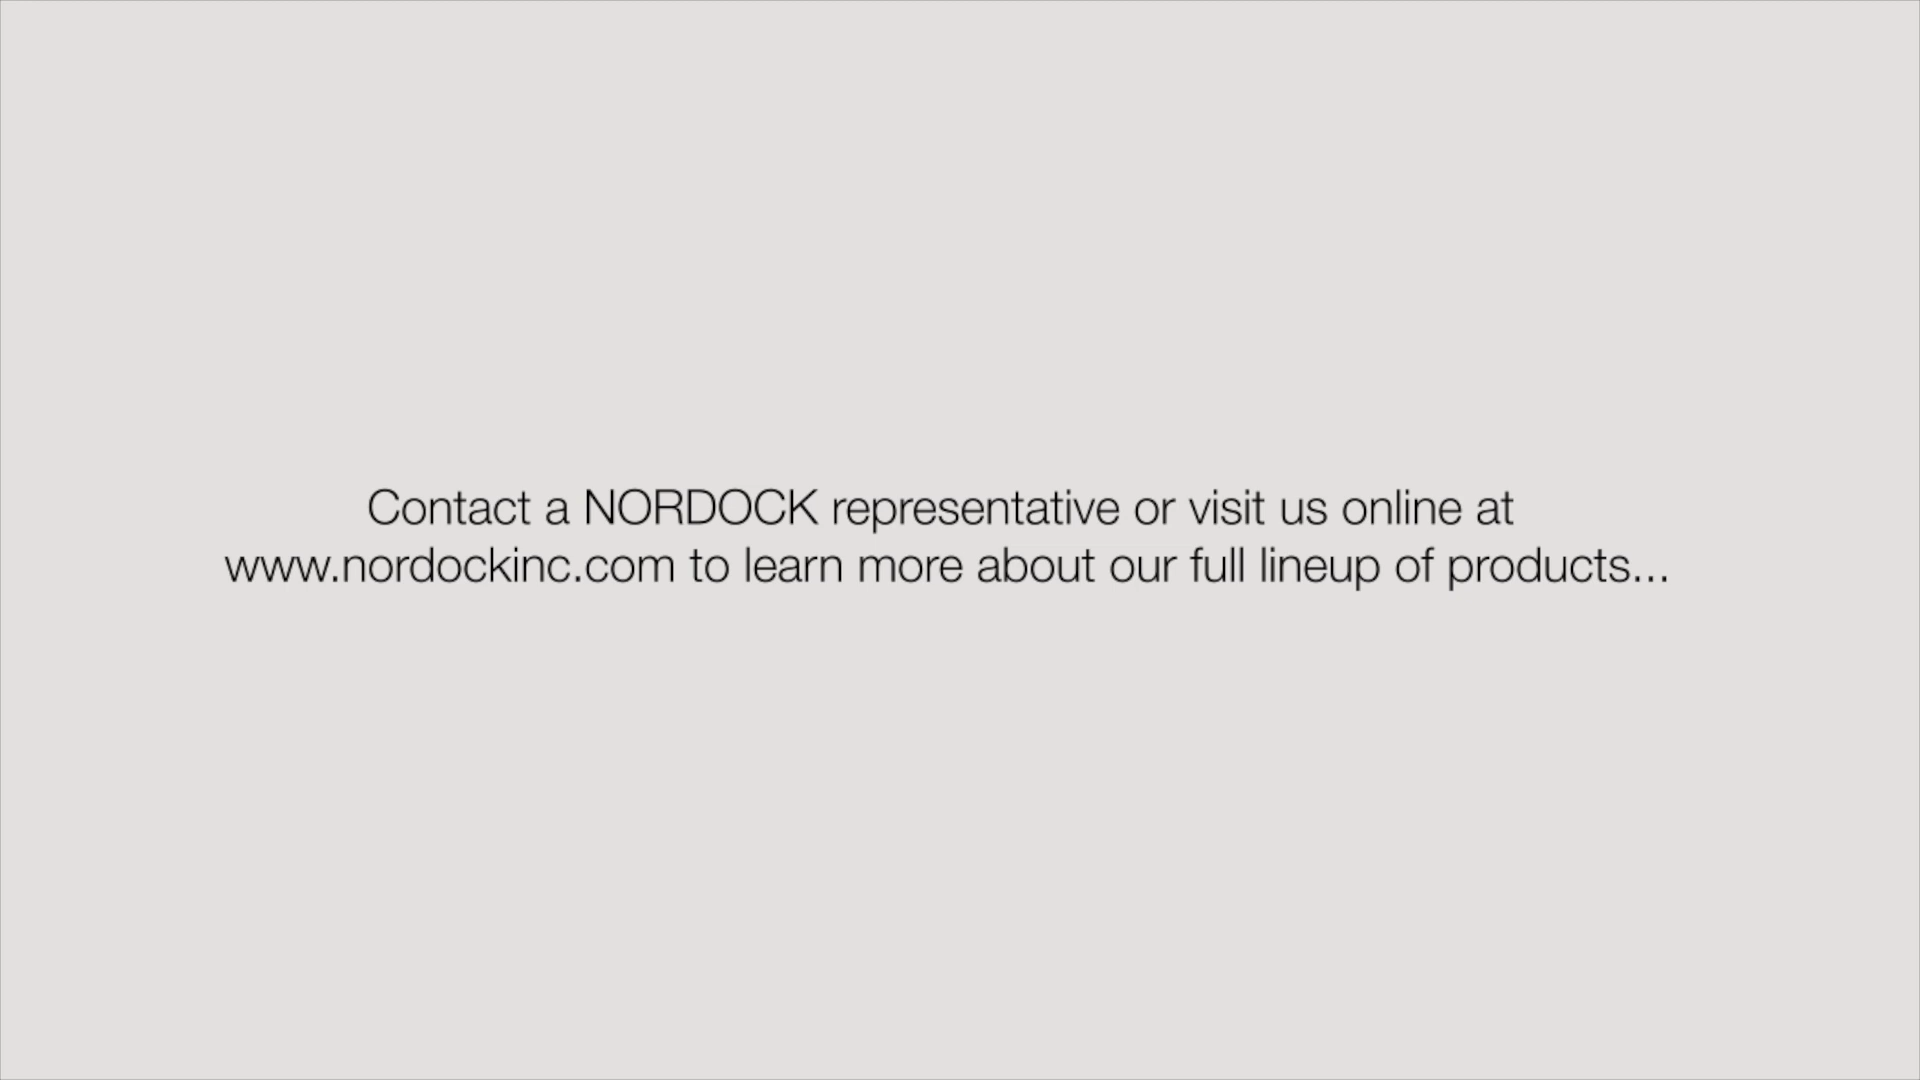 Contact a NORDOCK representative or visit us online at
www.nordockinc.com to learn more about our full lineup of products...